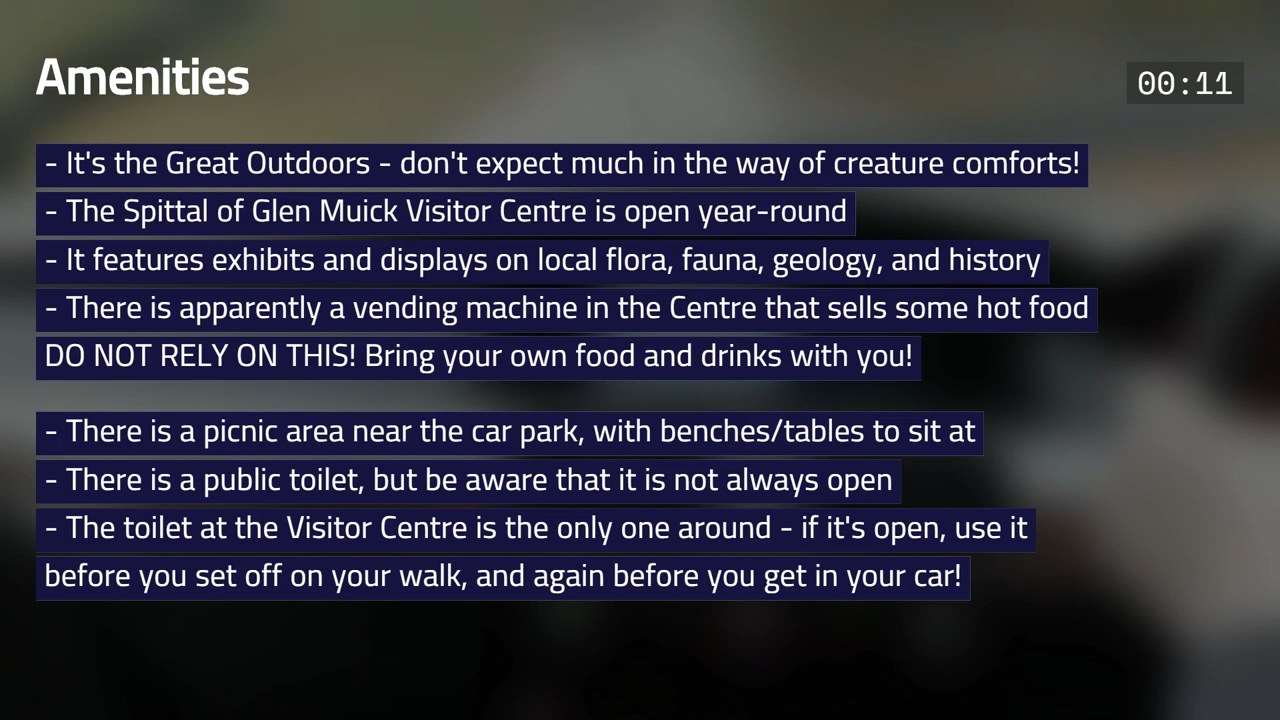 Amenities
00:11
- It's the Great Outdoors - don't expect much in the way of creature comforts!
- The Spittal of Glen Muick Visitor Centre is open year-round
- It features exhibits and displays on local flora, fauna, geology, and history
- There is apparently a vending machine in the Centre that sells some hot food
DO NOT RELY ON THIS! Bring your own food and drinks with you!
- There is a picnic area near the car park, with benches/tables to sit at
- There is a public toilet, but be aware that it is not always open
- The toilet at the Visitor Centre is the only one around - if it's open, use it
before you set off on your walk, and again before you get in your car!